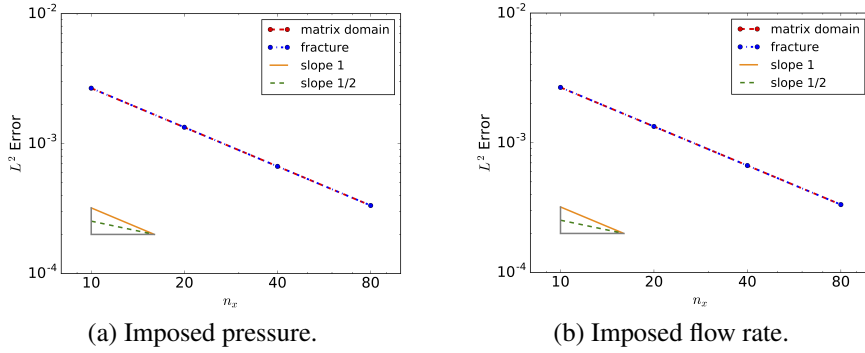 10^-2
10^-3
10^-4
L^2 Error
10
20
40
80
n_x
matrix domain
fracture
slope 1
slope 1/2
(a) Imposed pressure.
10^-2
10^-3
10^-4
L^2 Error
10
20
40
80
n_x
matrix domain
fracture
slope 1
slope 1/2
(b) Imposed flow rate.